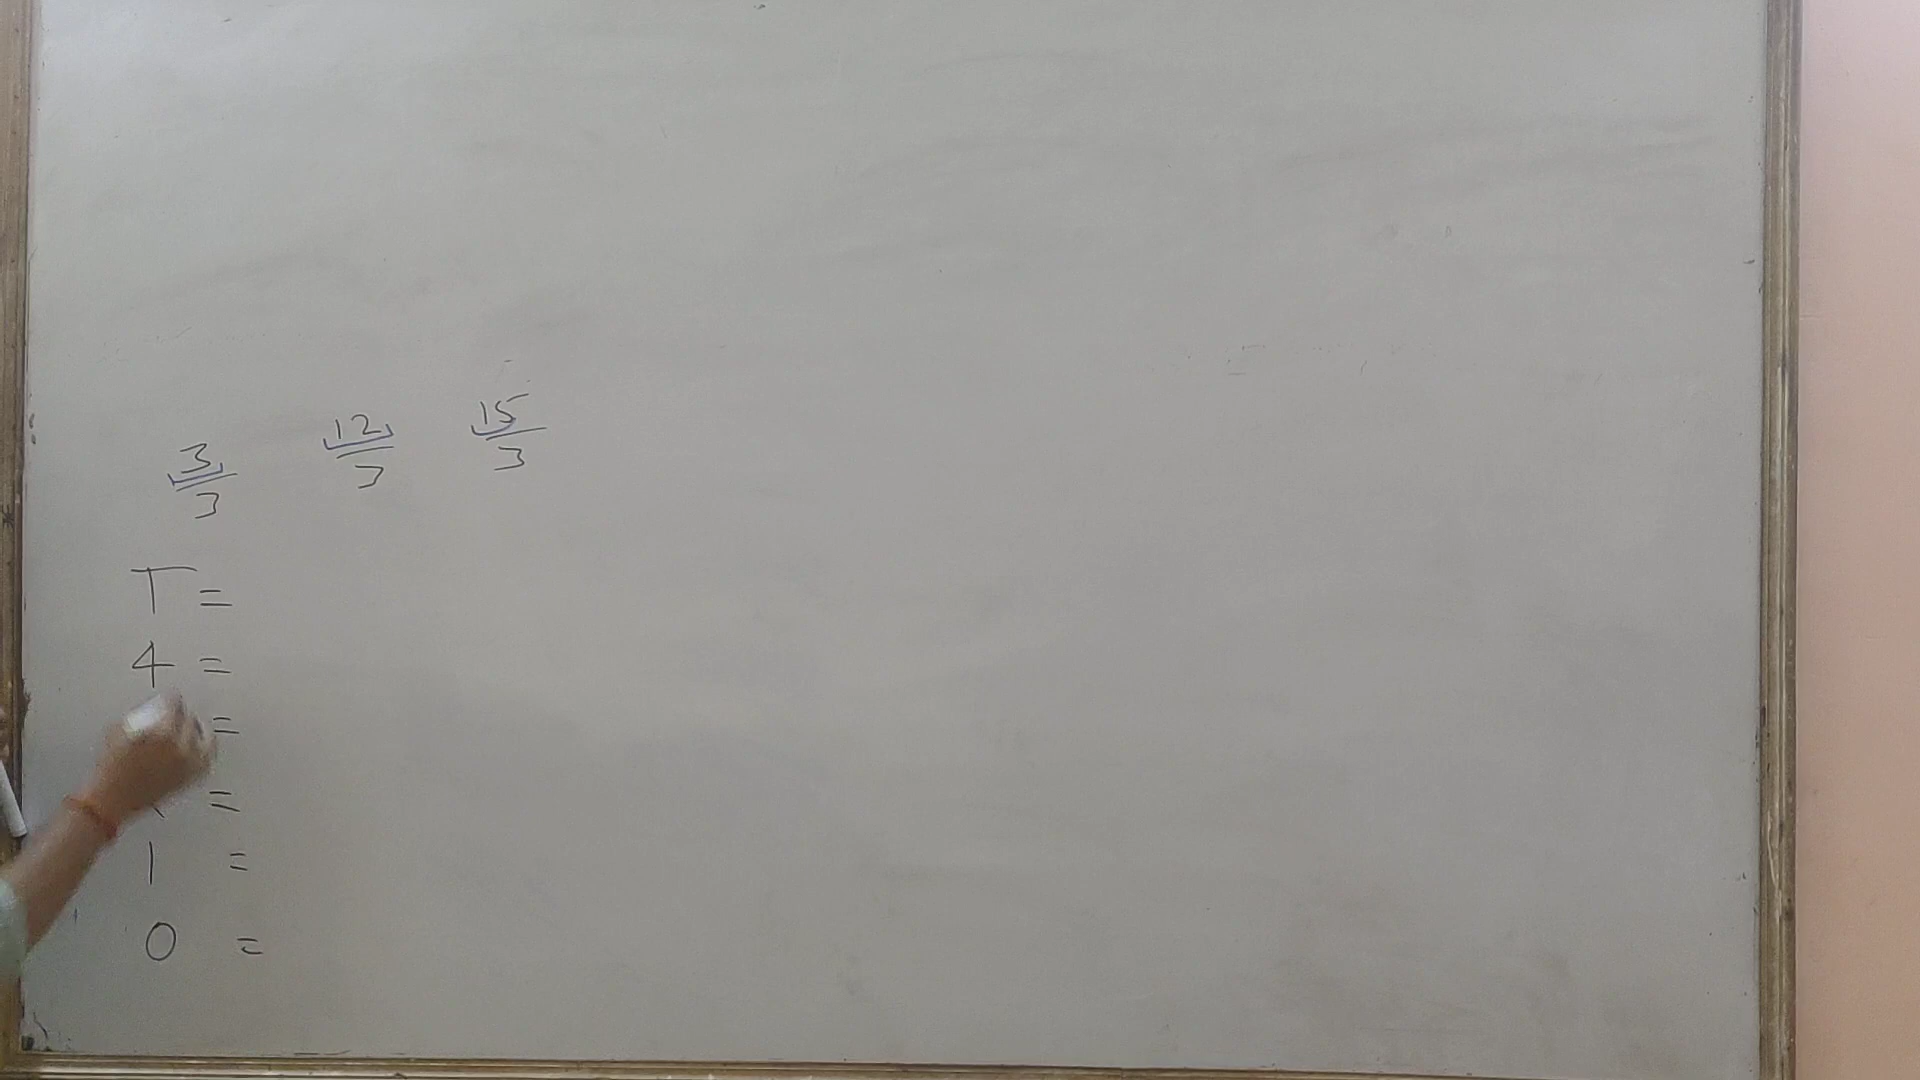 3/3 12/3 15/3
T =
4 =
=
=
1 =
0 =